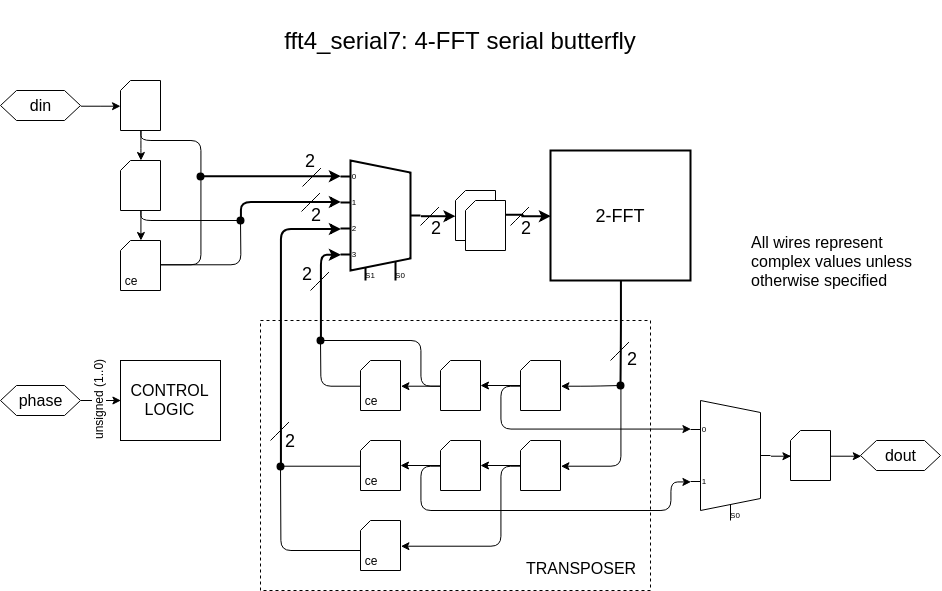 fft4_serial7: 4-FFT serial butterfly
din
2
0
2
1
2
3
2
S1
S0
2
2
2-FFT
ce
All wires represent
complex values unless
otherwise specified
2
phase
unsigned (1..0)
CONTROL
LOGIC
ce
0
2
ce
1
S0
dout
ce
TRANSPOSER